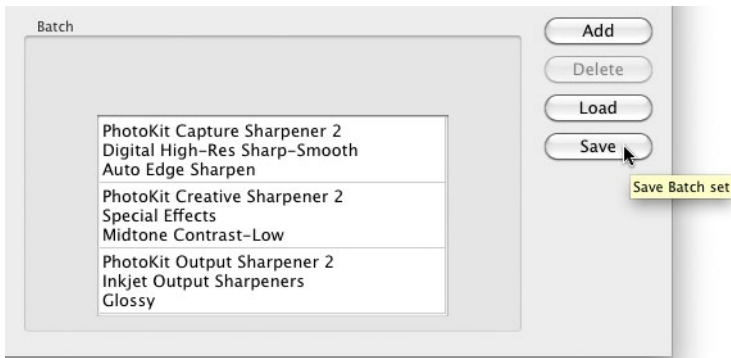 Batch
PhotoKit Capture Sharpener 2
Digital High-Res Sharp-Smooth
Auto Edge Sharpen
PhotoKit Creative Sharpener 2
Special Effects
Midtone Contrast-Low
PhotoKit Output Sharpener 2
Inkjet Output Sharpeners
Glossy
Add
Delete
Load
Save
Save Batch set